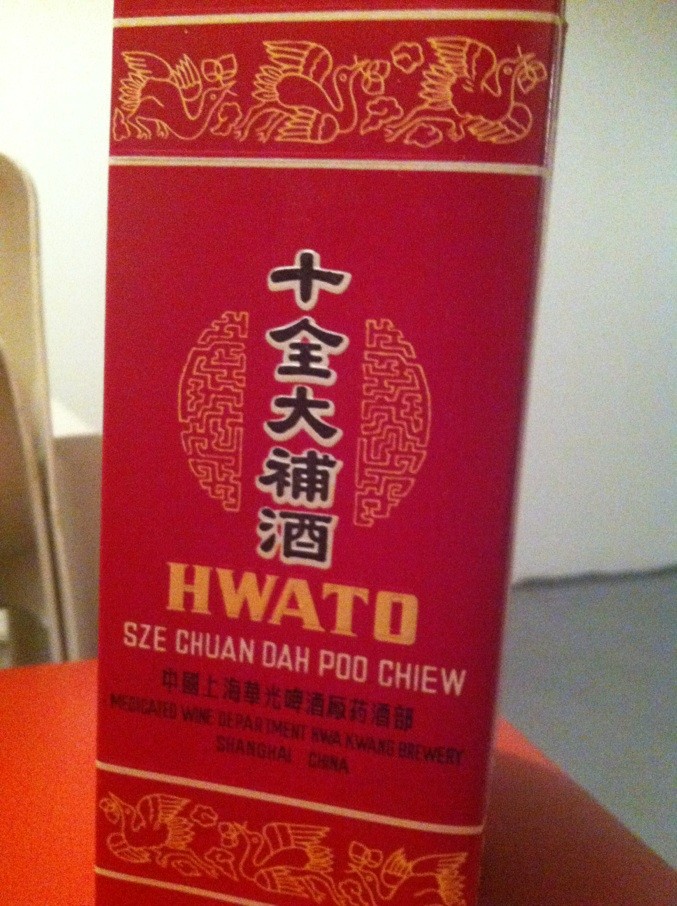 十全大補酒
HWATO
SZE CHUAN DAH POO CHIEW
中國上海華光啤酒厰药酒部
MEDICATED WINE DEPARTMENT HWA KWANG BREWERY
SHANGHAI CHINA